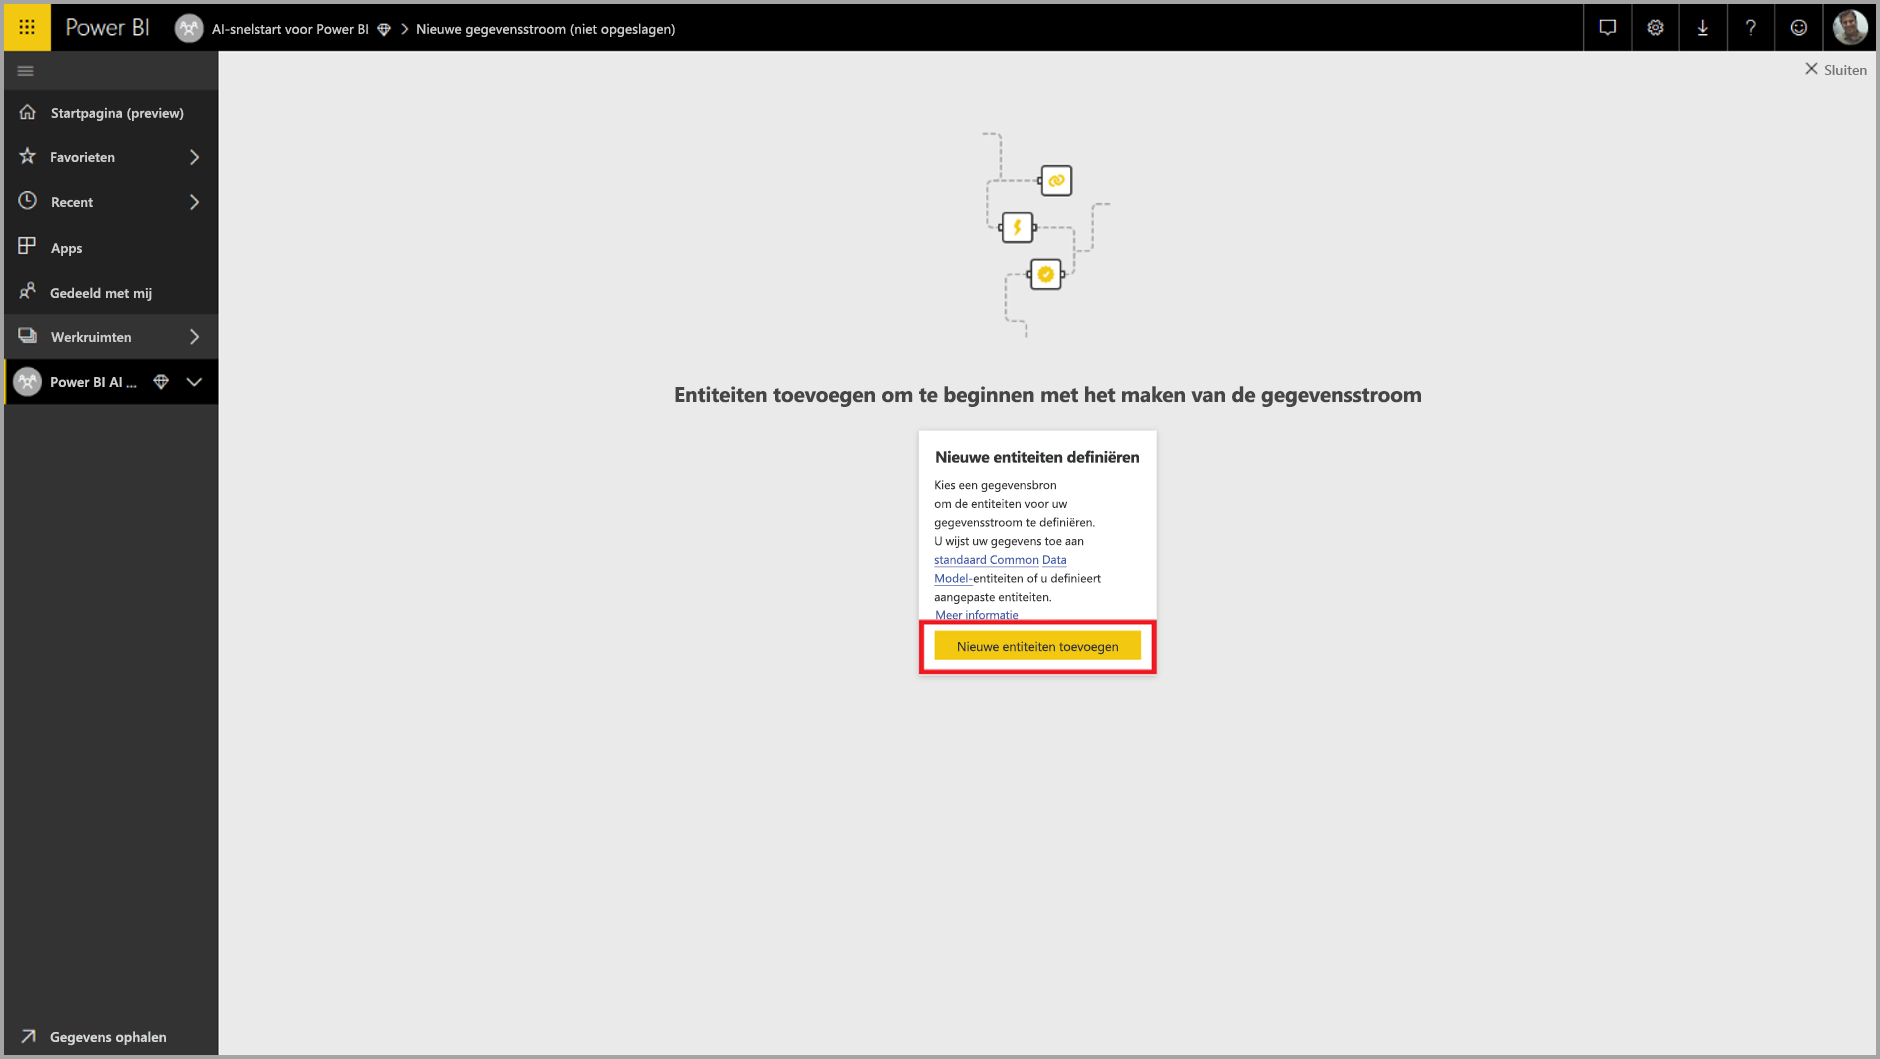 Power BI
AI-snelstart voor Power BI
Nieuwe gegevensstroom (niet opgeslagen)
?
Sluiten
Startpagina (preview)
Favorieten
Recent
Apps
Gedeeld met mij
Werkruimten
Power BI AI ...
Gegevens ophalen
Entiteiten toevoegen om te beginnen met het maken van de gegevensstroom
Nieuwe entiteiten definiëren
Kies een gegevensbron
om de entiteiten voor uw
gegevensstroom te definiëren.
U wijst uw gegevens toe aan
standaard Common Data
Model-entiteiten of u definieert
aangepaste entiteiten.
Meer informatie
Nieuwe entiteiten toevoegen